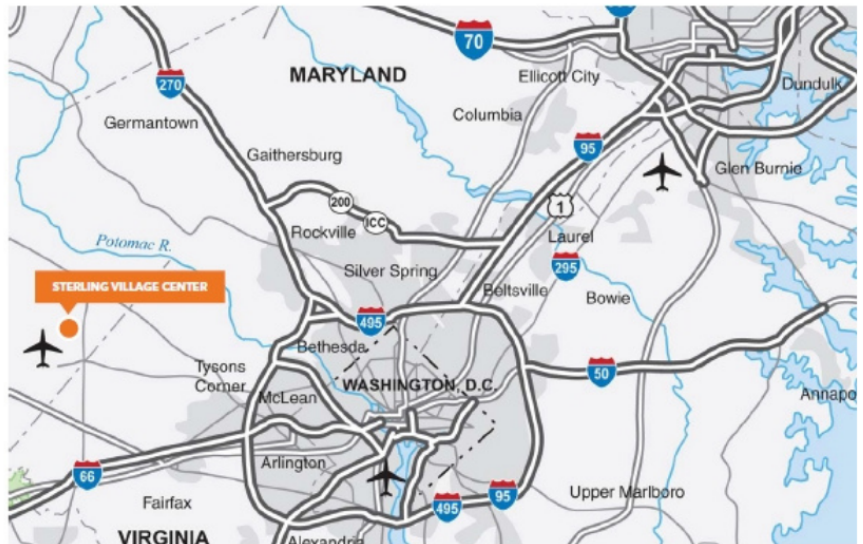 70
MARYLAND
Ellicott City
270
Dundulk
Columbia
Germantown
95
Gaithersburg
Glen Burnie
200
1
ICC
Rockville
Laurel
Potomac R.
Silver Spring
295
STERLING VILLAGE CENTER
Beltsville
Bowie
495
Bethesda
Tysons
Corner
50
WASHINGTON, D.C.
McLean
Annapo
Arlington
66
Upper Marlboro
95
Fairfax
495
VIRGINIA
Alexandria